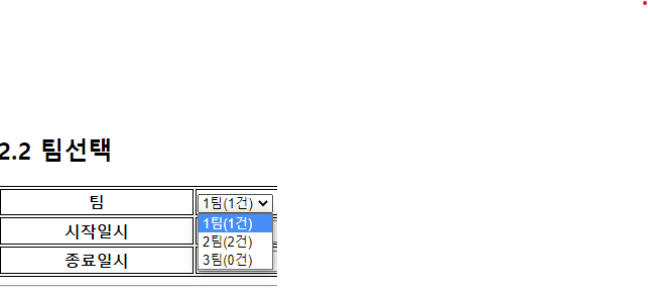 2.2 팀선택
팀 1팀(1건)
시작일시 1팀(1건)
2팀(2건)
종료일시 3팀(0건)